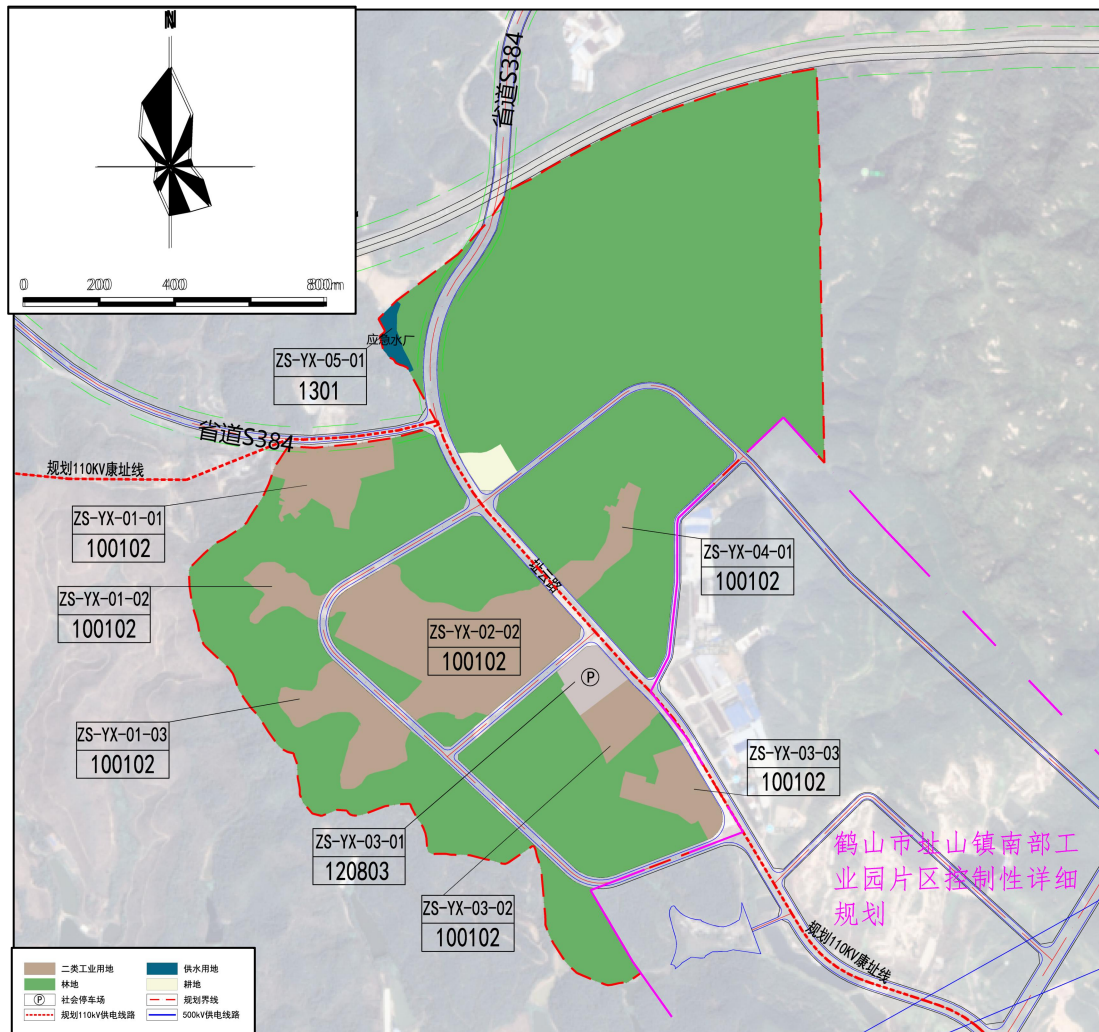 N
0 200 400 800m
省道S384
应急水厂
ZS-YX-05-01
1301
省道S384
规划110KV康址线
ZS-YX-01-01
100102
ZS-YX-04-01
100102
址云路
ZS-YX-01-02
100102
ZS-YX-02-02
100102
P
ZS-YX-01-03
100102
ZS-YX-03-03
100102
ZS-YX-03-01
120803
鹤山市址山镇南部工
业园片区控制性详细
规划
ZS-YX-03-02
100102
规划110KV康址线
二类工业用地 供水用地
林地 耕地
P 社会停车场 规划界线
规划110kV供电线路 500kV供电线路